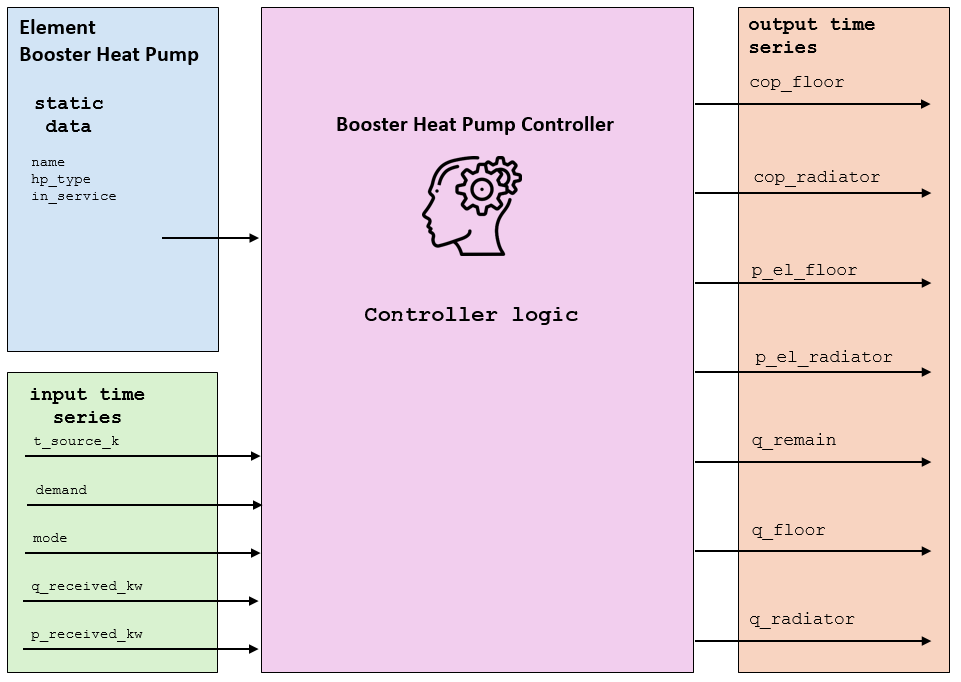 Element
Booster Heat Pump
static
data
name
hp_type
in_service
input time
series
t_source_k
demand
mode
q_received_kw
p_received_kw
Booster Heat Pump Controller
Controller logic
output time
series
cop_floor
cop_radiator
p_el_floor
p_el_radiator
q_remain
q_floor
q_radiator